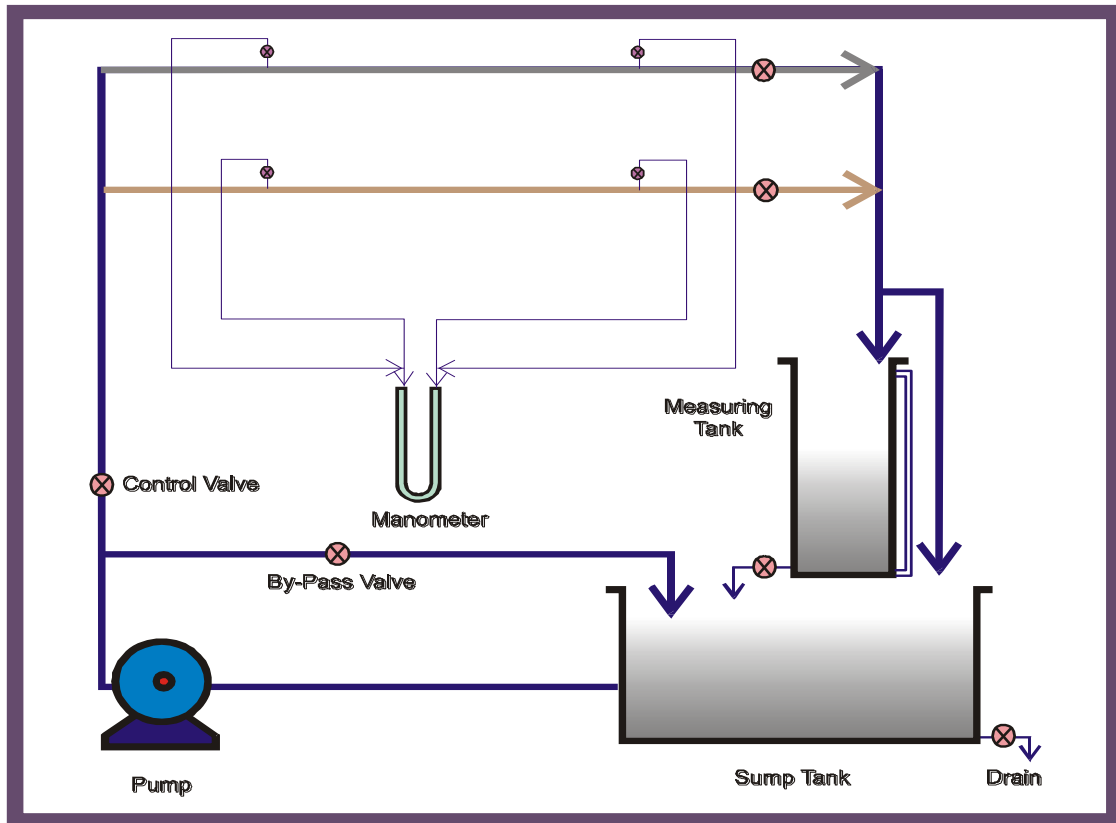 Measuring
Tank
Control Valve
Manometer
By-Pass Valve
Pump
Sump Tank
Drain